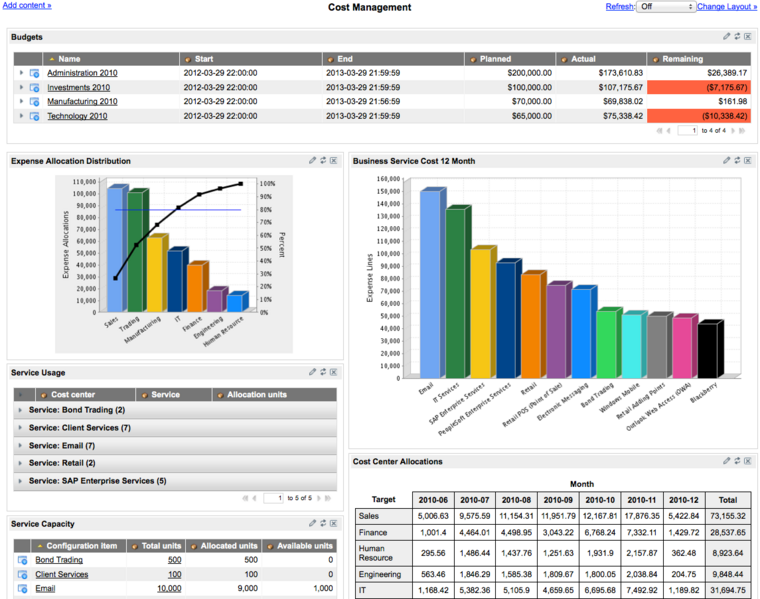 Add content »
Cost Management
Refresh: Off Change Layout »
Budgets
Name Start End Planned Actual Remaining
Administration 2010 2012-03-29 22:00:00 2013-03-29 21:59:59 $200,000.00 $173,610.83 $26,389.17
Investments 2010 2012-03-29 22:00:00 2013-03-29 21:59:59 $100,000.00 $107,175.67 ($7,175.67)
Manufacturing 2010 2012-03-29 22:00:00 2013-03-29 21:56:59 $70,000.00 $69,838.02 $161.98
Technology 2010 2012-03-29 22:00:00 2013-03-29 21:59:59 $65,000.00 $75,338.42 ($10,338.42)
1 to 4 of 4
Expense Allocation Distribution
110,000
100,000
90,000
80,000
70,000
60,000
50,000
40,000
30,000
20,000
10,000
0
Expense Allocations
100%
90%
80%
70%
60%
50%
40%
30%
20%
10%
0%
Percent
Sales
Trading
Manufacturing
IT
Finance
Engineering
Human Resource
Business Service Cost 12 Month
160,000
150,000
140,000
130,000
120,000
110,000
100,000
90,000
80,000
70,000
60,000
50,000
40,000
30,000
20,000
10,000
0
Expense Lines
Email
IT Services
SAP Enterprise Services
PeopleSoft Enterprise Services
Retail
Retail POS (Point of Sale)
Electronic Messaging
Bond Trading
Windows Mobile
Retail Adding Points
Outlook Web Access (OWA)
Blackberry
Service Usage
Cost center Service Allocation units
Service: Bond Trading (2)
Service: Client Services (7)
Service: Email (7)
Service: Retail (2)
Service: SAP Enterprise Services (5)
1 to 5 of 5
Service Capacity
Configuration item Total units Allocated units Available units
Bond Trading 500 500 0
Client Services 100 100 0
Email 10,000 9,000 1,000
Cost Center Allocations
Month
Target 2010-06 2010-07 2010-08 2010-09 2010-10 2010-11 2010-12 Total
Sales 5,006.63 9,575.59 11,154.31 11,951.79 12,167.81 17,876.35 5,422.84 73,155.32
Finance 1,001.4 4,464.01 4,498.95 3,043.22 6,768.24 7,332.11 1,429.72 28,537.65
Human Resource 295.56 1,486.44 1,437.76 1,251.63 1,931.9 2,157.87 362.48 8,923.64
Engineering 563.46 1,846.29 1,585.38 1,809.67 1,800.05 2,038.84 204.75 9,848.44
IT 1,168.42 5,382.36 5,105.9 4,659.65 6,695.68 7,492.92 1,189.82 31,694.75